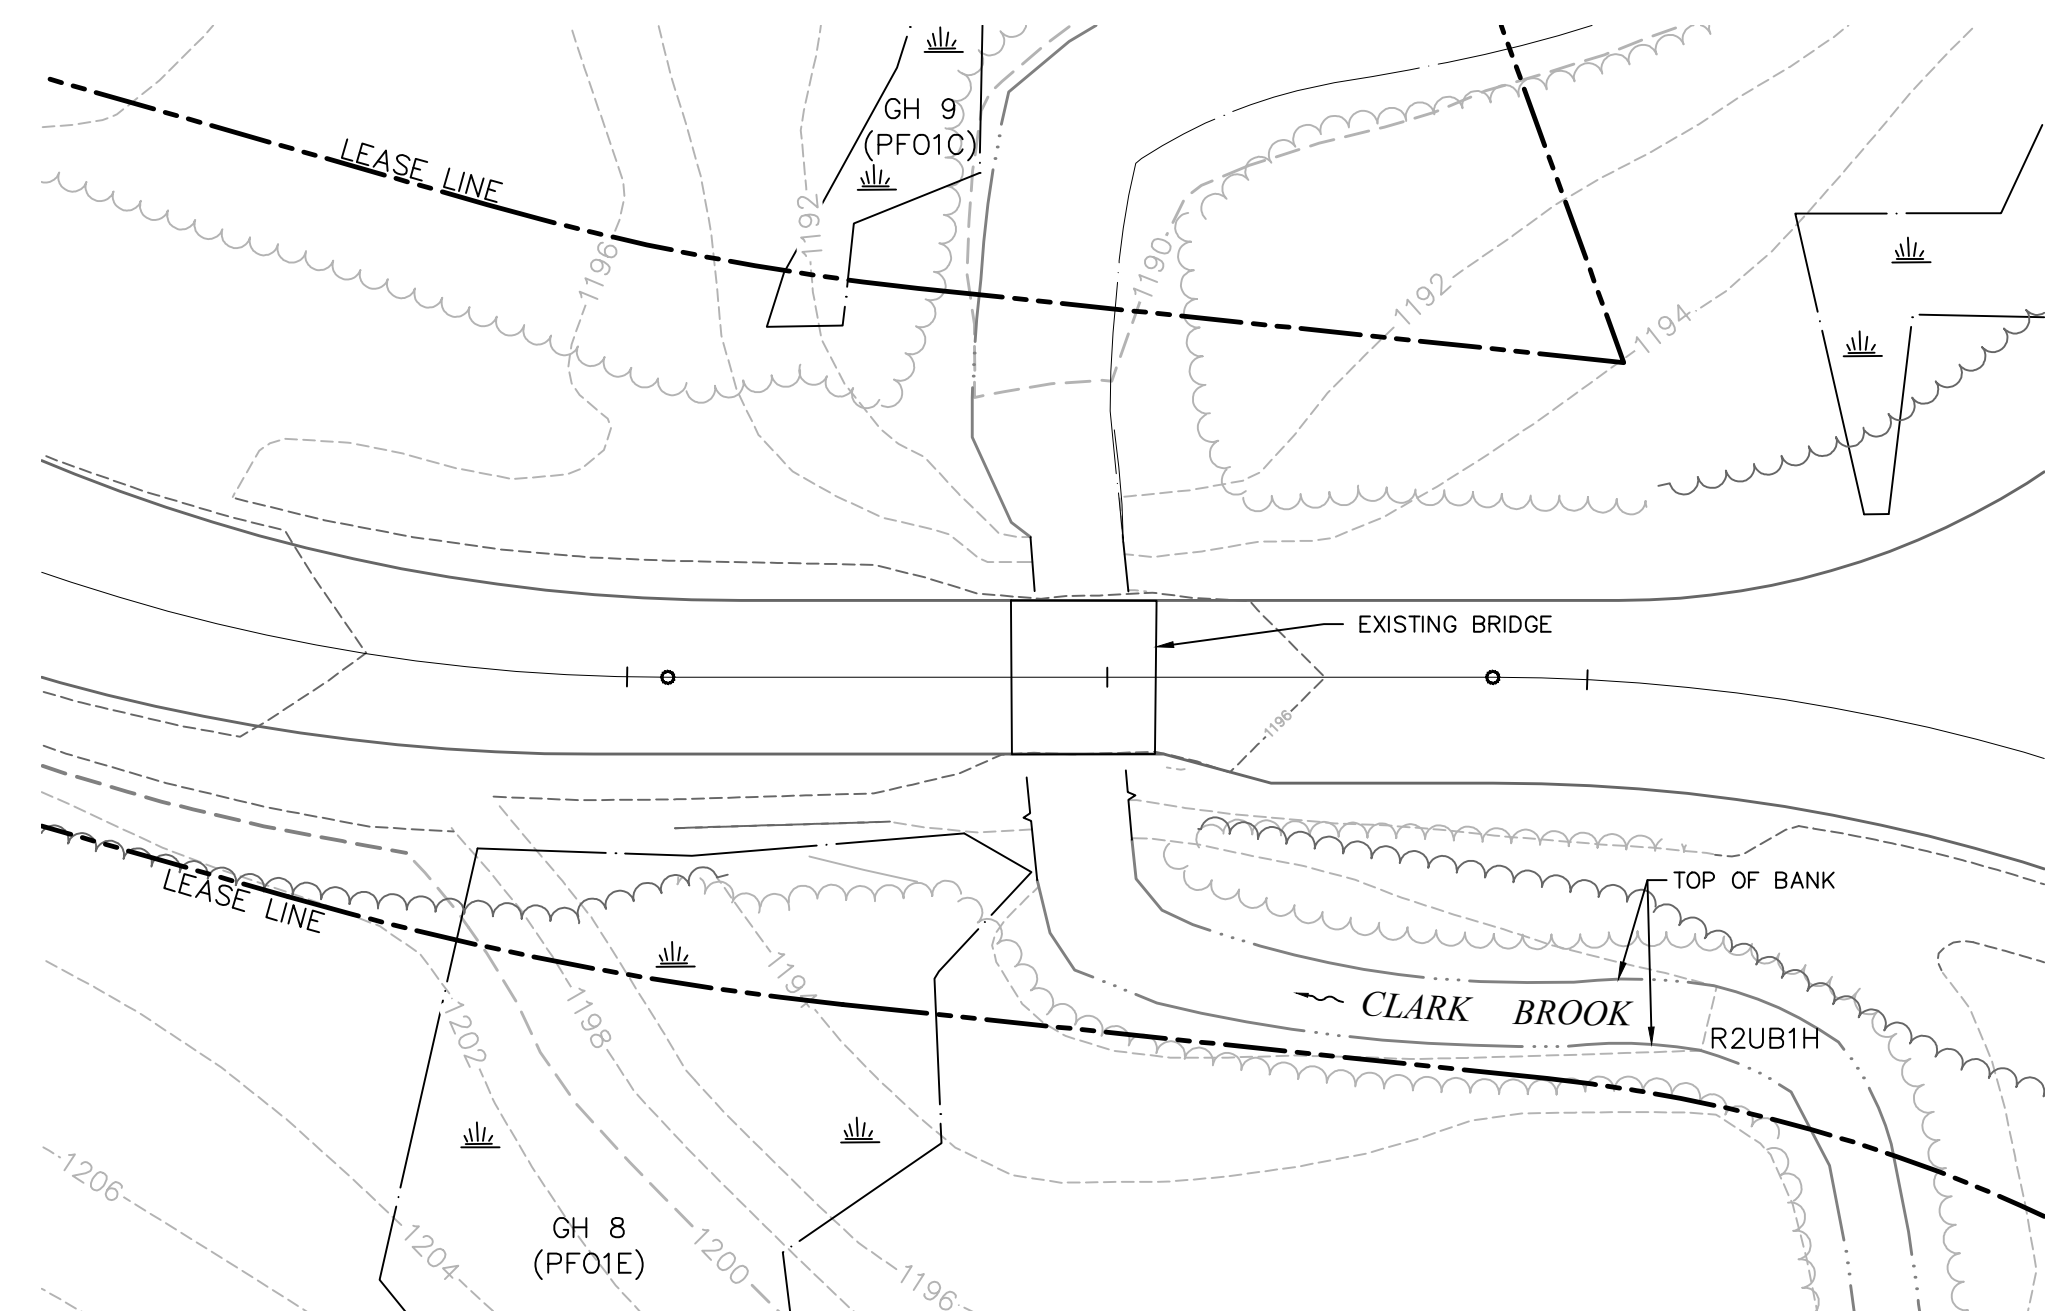 GH 9
(PFO1C)
LEASE LINE
1192
1196
1190
1192
1194
EXISTING BRIDGE
1196
TOP OF BANK
LEASE LINE
1194
CLARK BROOK
1198
1202
R2UB1H
1206
GH 8
(PFO1E)
1204
1200
1196